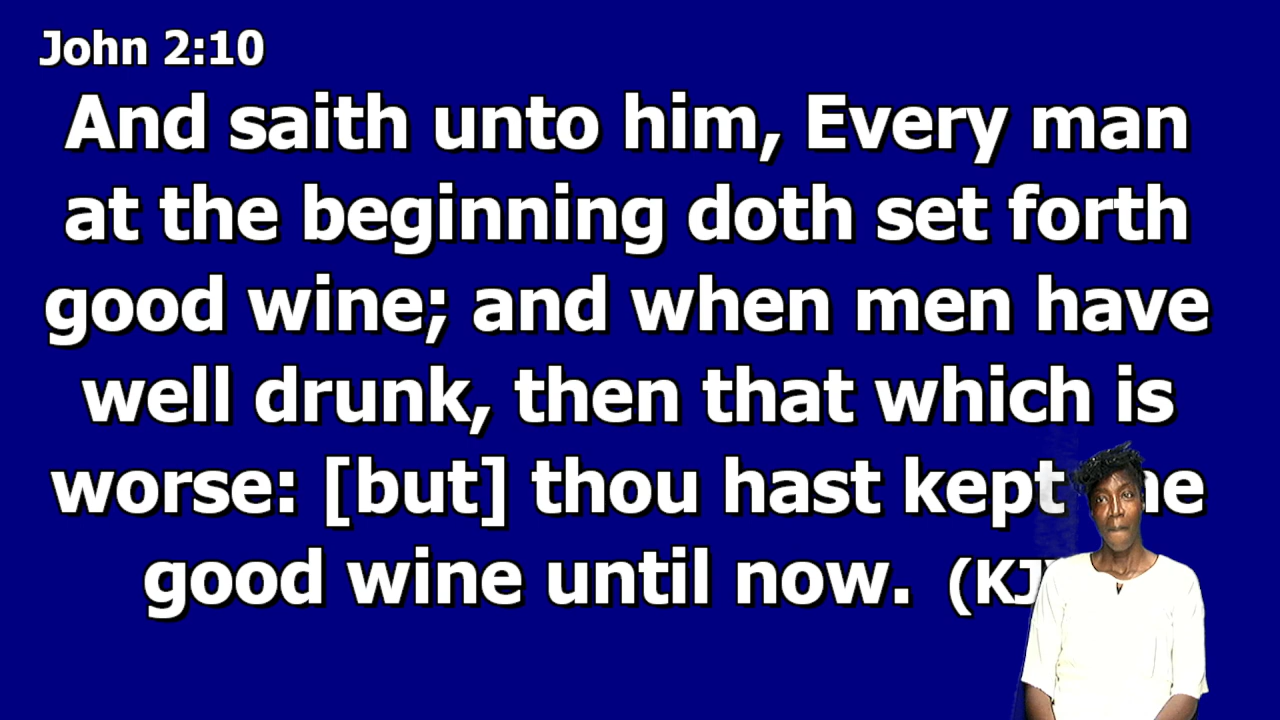 John 2:10
And saith unto him, Every man
at the beginning doth set forth
good wine; and when men have
well drunk, then that which is
worse: [but] thou hast kept
good wine until now. (KJ